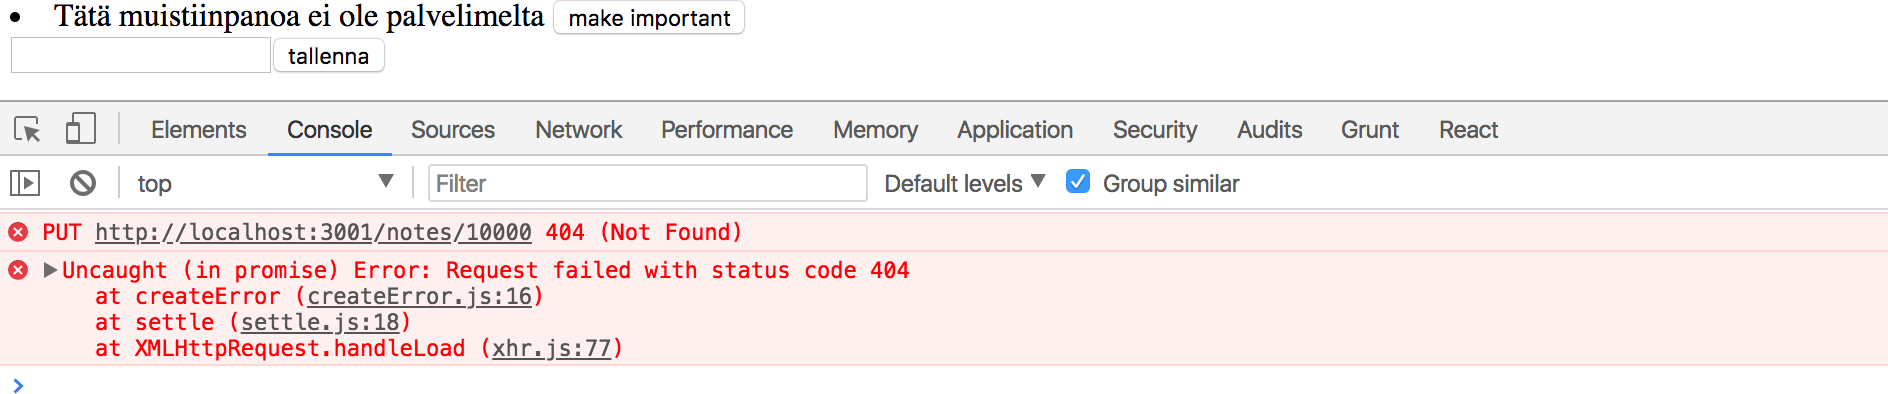 Tätä muistiinpanoa ei ole palvelimelta make important
tallenna
Elements Console Sources Network Performance Memory Application Security Audits Grunt React
top Filter Default levels Group similar
PUT http://localhost:3001/notes/10000 404 (Not Found)
Uncaught (in promise) Error: Request failed with status code 404
at createError (createError.js:16)
at settle (settle.js:18)
at XMLHttpRequest.handleLoad (xhr.js:77)